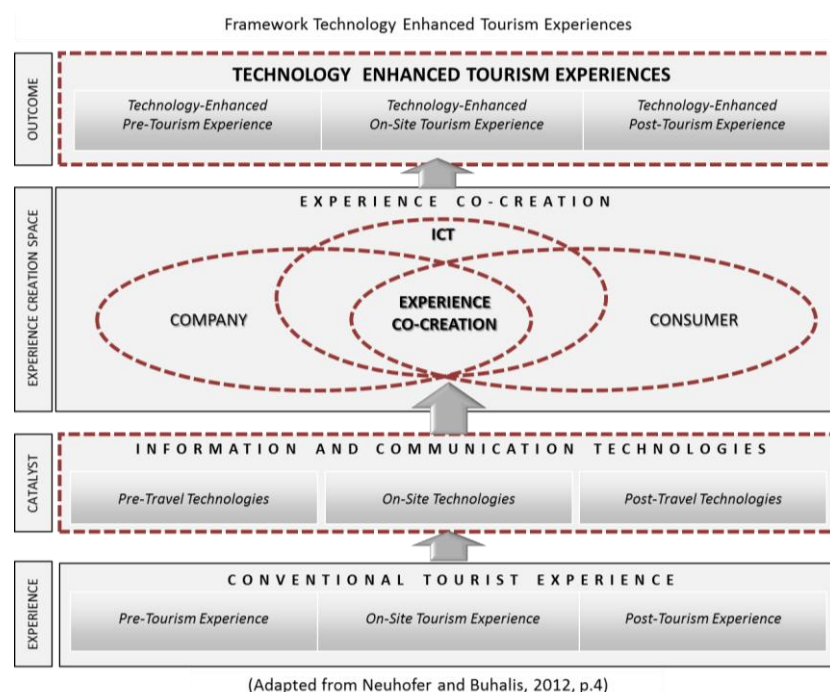 Framework Technology Enhanced Tourism Experiences
OUTCOME
TECHNOLOGY ENHANCED TOURISM EXPERIENCES
Technology-Enhanced
Pre-Tourism Experience
Technology-Enhanced
On-Site Tourism Experience
Technology-Enhanced
Post-Tourism Experience
EXPERIENCE CREATION SPACE
EXPERIENCE CO-CREATION
ICT
COMPANY
EXPERIENCE
CO-CREATION
CONSUMER
CATALYST
INFORMATION AND COMMUNICATION TECHNOLOGIES
Pre-Travel Technologies
On-Site Technologies
Post-Travel Technologies
EXPERIENCE
CONVENTIONAL TOURIST EXPERIENCE
Pre-Tourism Experience
On-Site Tourism Experience
Post-Tourism Experience
(Adapted from Neuhofer and Buhalis, 2012, p.4)